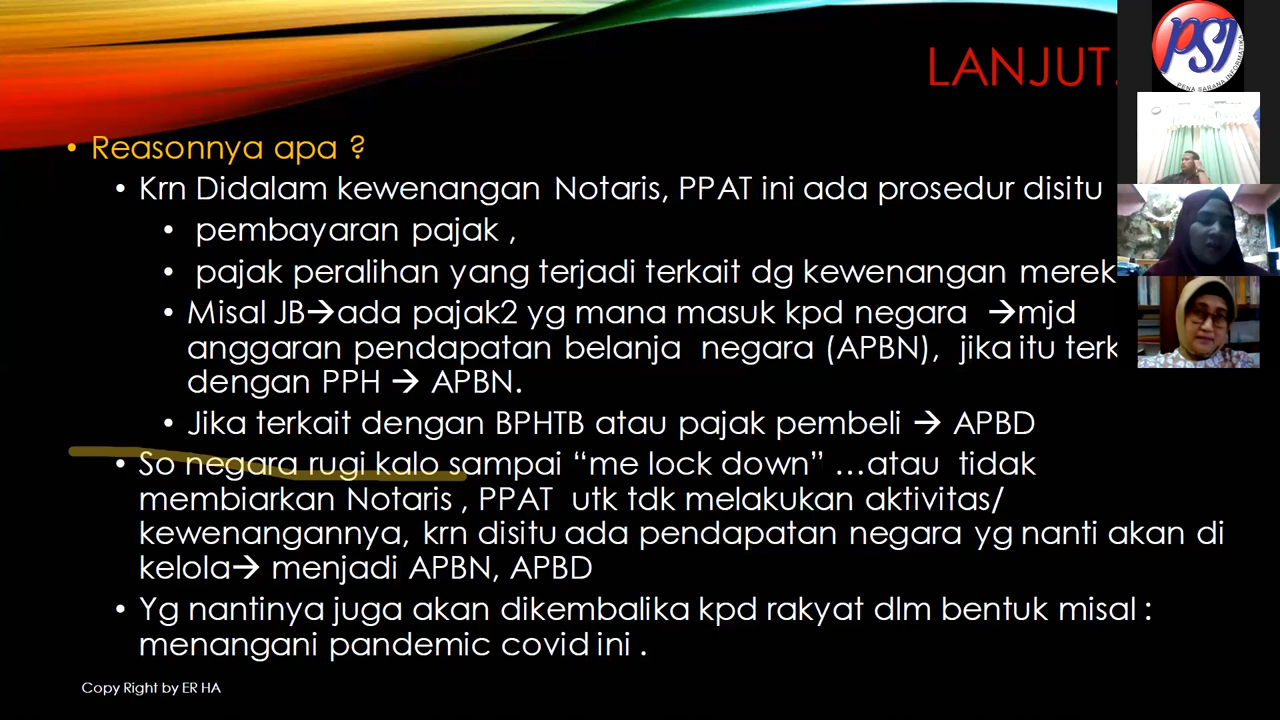 LANJUT.
• Reasonnya apa ?
• Krn Didalam kewenangan Notaris, PPAT ini ada prosedur disitu
• pembayaran pajak ,
• pajak peralihan yang terjadi terkait dg kewenangan merek
• Misal JB→ada pajak2 yg mana masuk kpd negara →mjd
anggaran pendapatan belanja negara (APBN), jika itu terk
dengan PPH → APBN.
• Jika terkait dengan BPHTB atau pajak pembeli → APBD
• So negara rugi kalo sampai “me lock down” …atau tidak
membiarkan Notaris , PPAT utk tdk melakukan aktivitas/
kewenangannya, krn disitu ada pendapatan negara yg nanti akan di
kelola→ menjadi APBN, APBD
• Yg nantinya juga akan dikembalika kpd rakyat dlm bentuk misal :
menangani pandemic covid ini .
Copy Right by ER HA
PSI
PENA SARANA INFORMATIKA